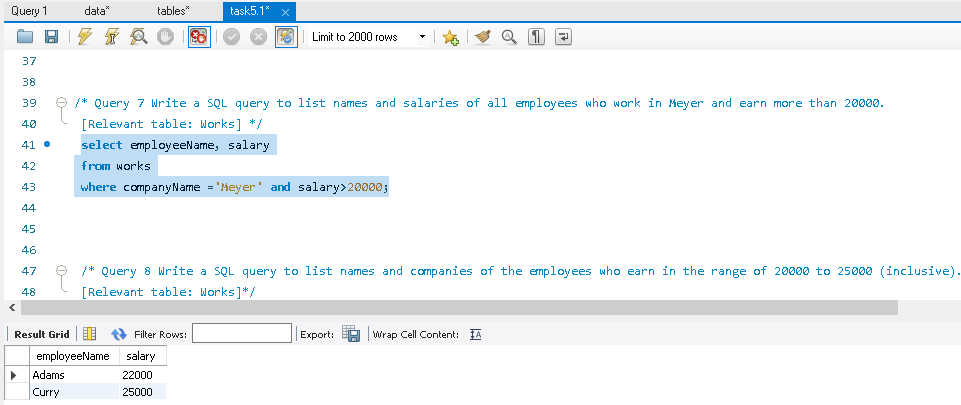 Query 1 data* tables* task5.1* ×
Limit to 2000 rows
37
38
39 /* Query 7 Write a SQL query to list names and salaries of all employees who work in Meyer and earn more than 20000.
40 [Relevant table: Works] */
41 select employeeName, salary
42 from works
43 where companyName ='Meyer' and salary>20000;
44
45
46
47 /* Query 8 Write a SQL query to list names and companies of the employees who earn in the range of 20000 to 25000 (inclusive).
48 [Relevant table: Works]*/
Result Grid Filter Rows: Export: Wrap Cell Content:
employeeName salary
Adams 22000
Curry 25000